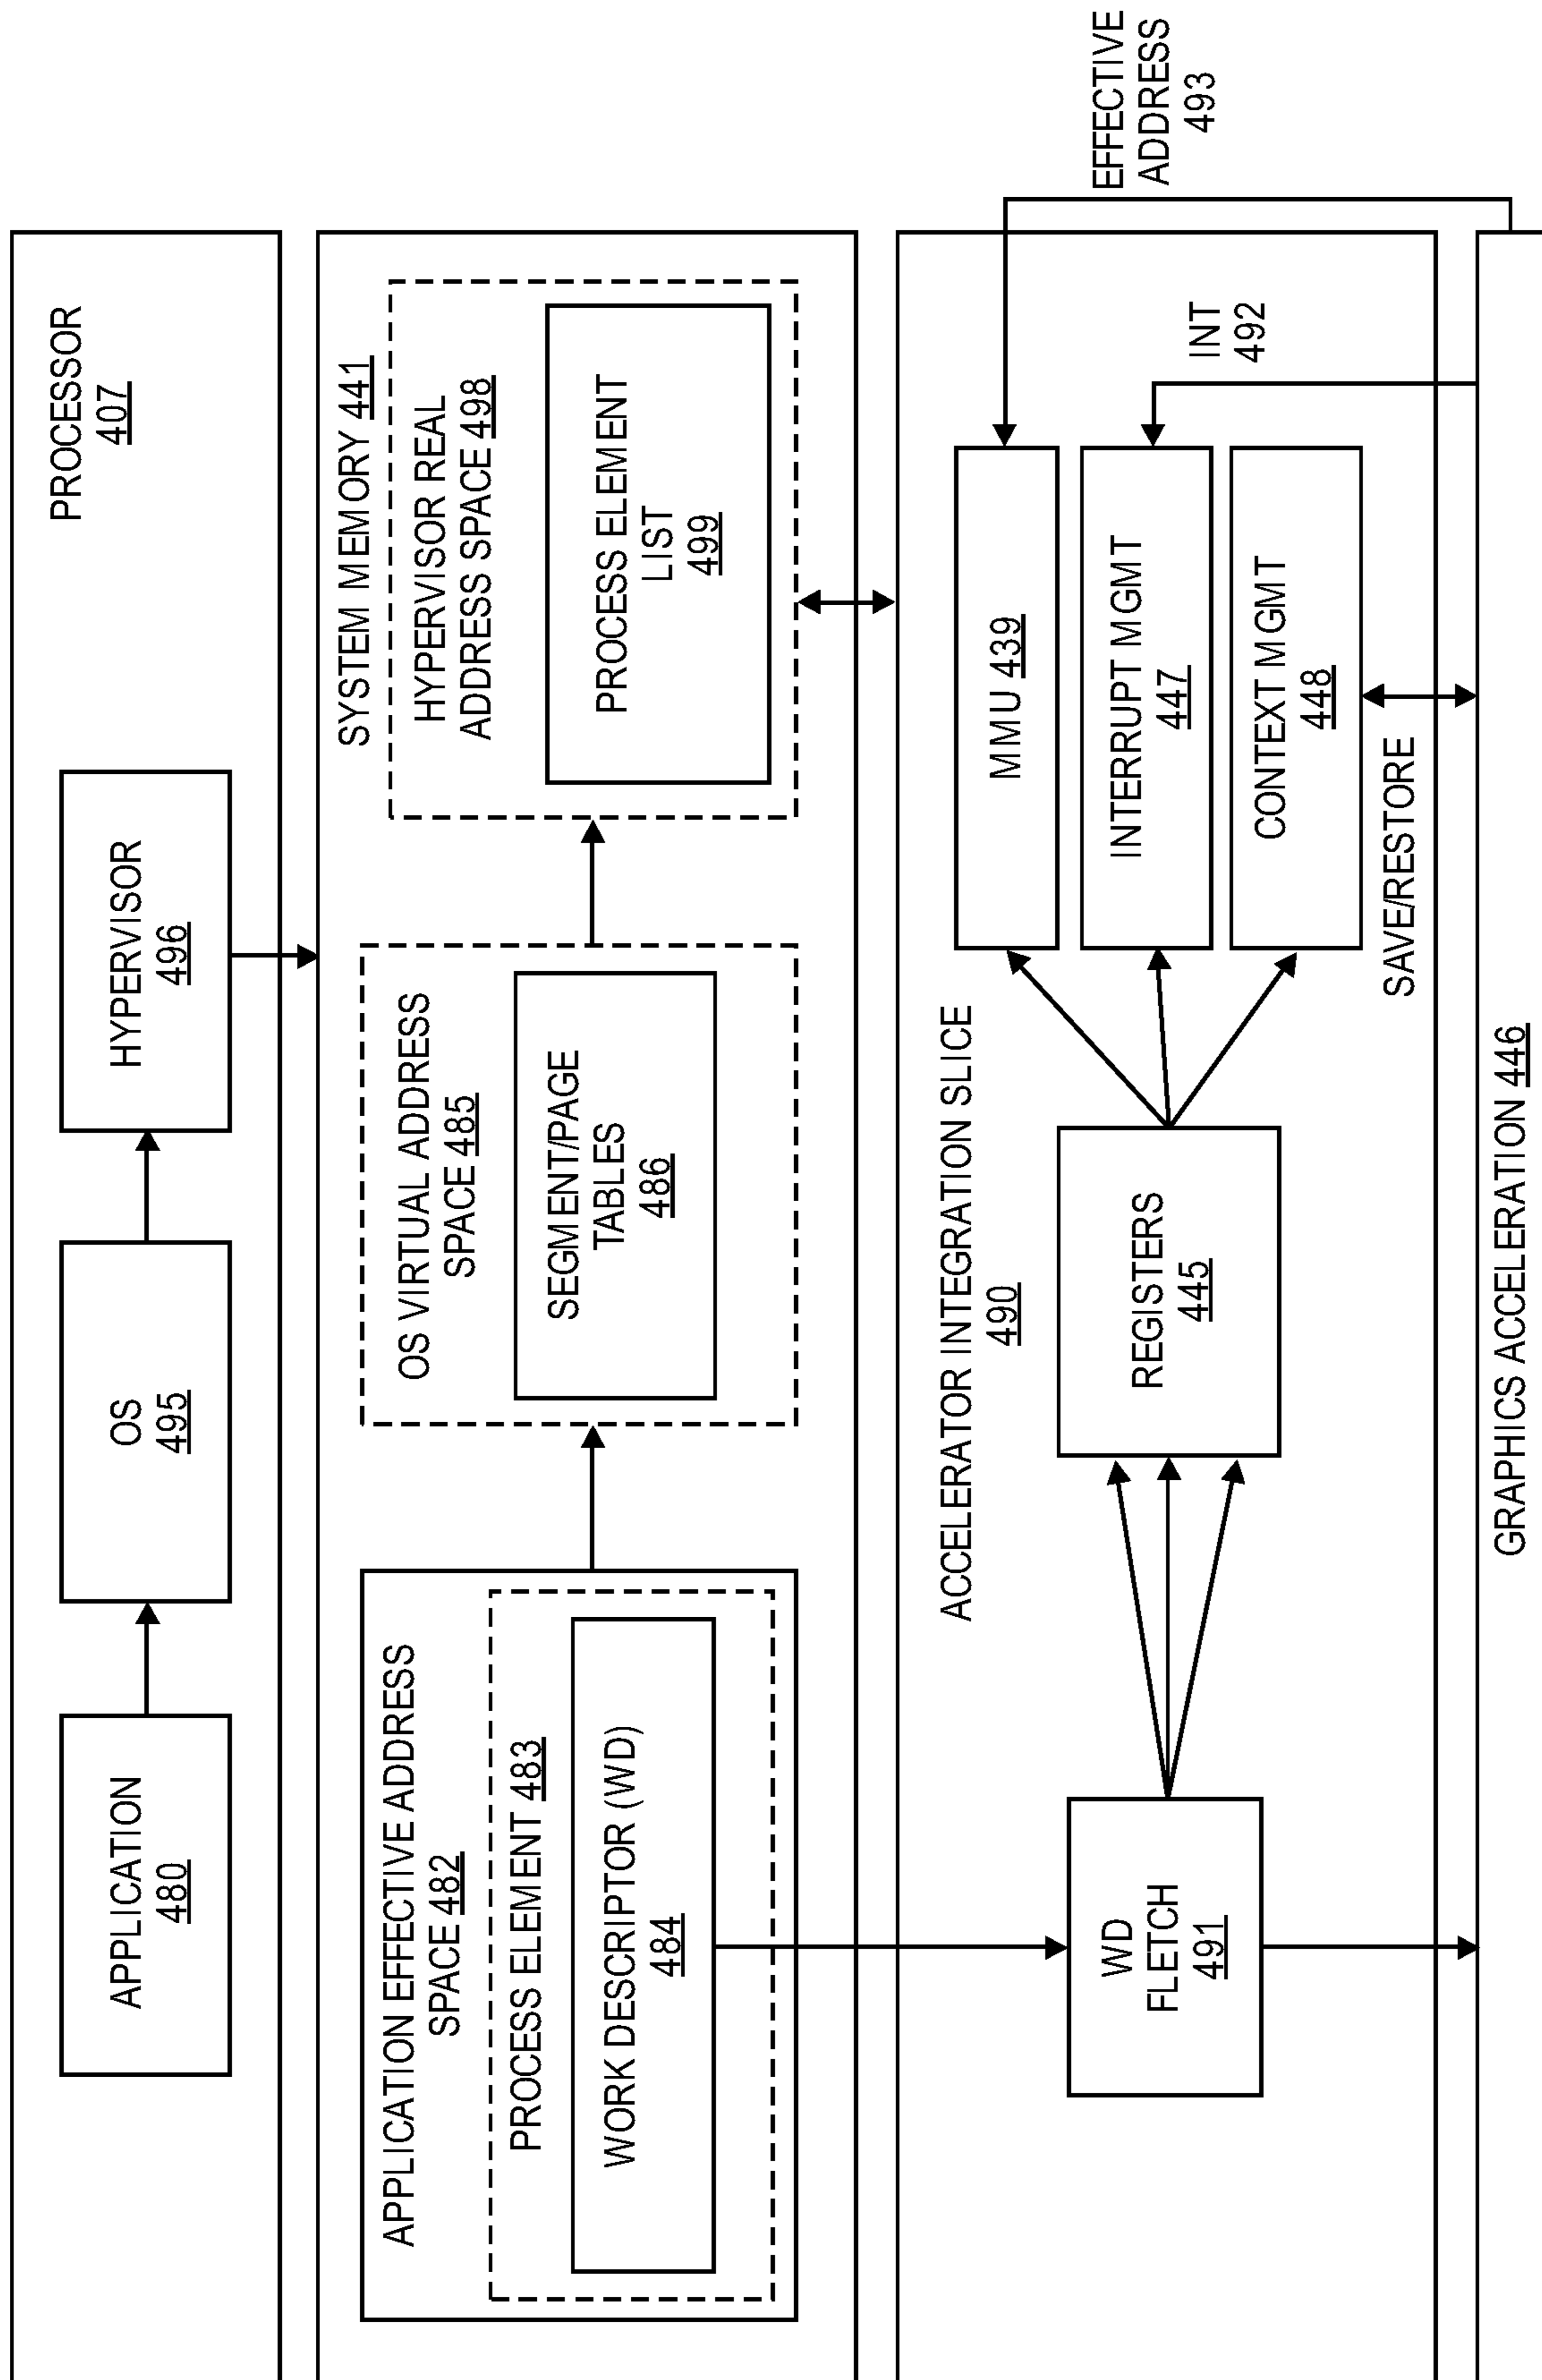 PROCESSOR
407
APPLICATION
480
OS
495
HYPERVISOR
496
SYSTEM MEMORY 441
APPLICATION EFFECTIVE ADDRESS
SPACE 482
PROCESS ELEMENT 483
WORK DESCRIPTOR (WD)
484
OS VIRTUAL ADDRESS
SPACE 485
SEGMENT/PAGE
TABLES
486
HYPERVISOR REAL
ADDRESS SPACE 498
PROCESS ELEMENT
LIST
499
ACCELERATOR INTEGRATION SLICE
490
WD
FLETCH
491
REGISTERS
445
MMU 439
INTERRUPT MGMT
447
CONTEXT MGMT
448
EFFECTIVE
ADDRESS
493
INT
492
SAVE/RESTORE
GRAPHICS ACCELERATION 446